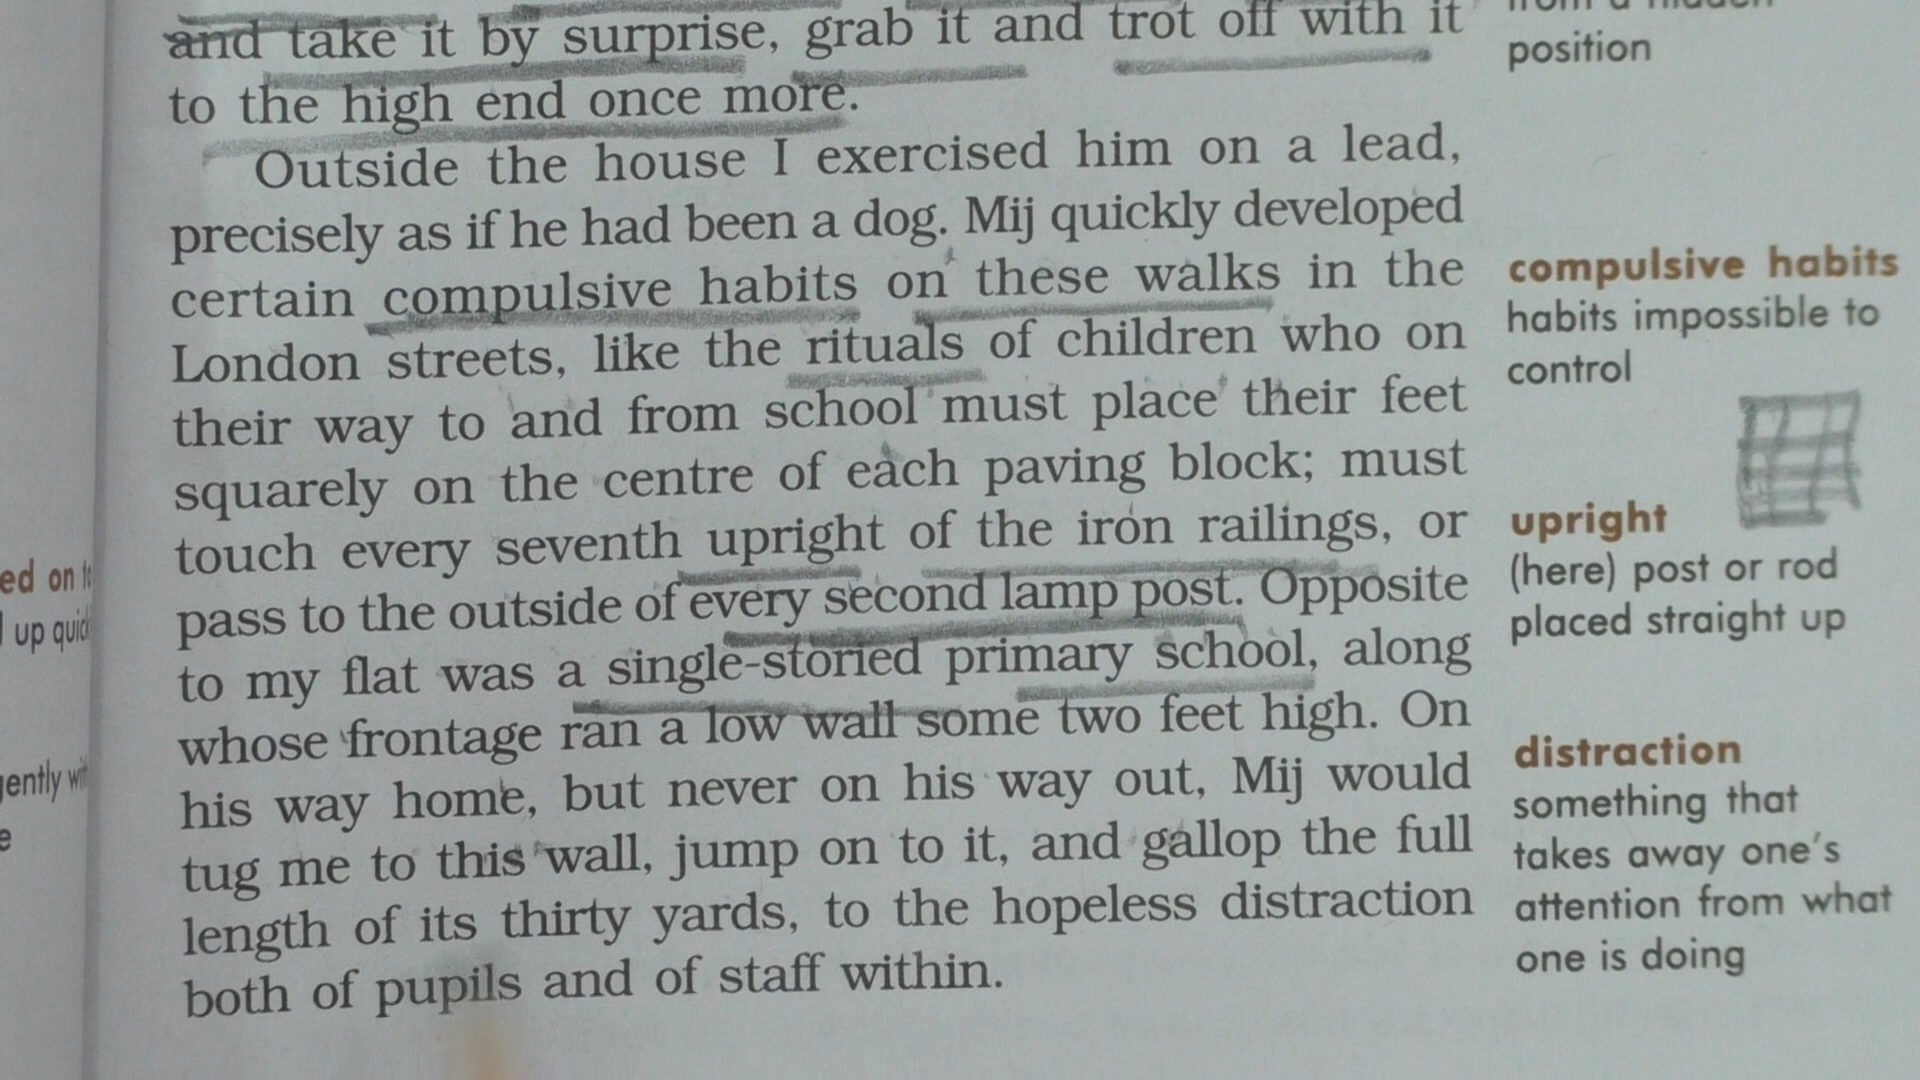 and take it by surprise, grab it and trot off with it
to the high end once more.
Outside the house I exercised him on a lead,
precisely as if he had been a dog. Mij quickly developed
certain compulsive habits on these walks in the
London streets, like the rituals of children who on
their way to and from school must place their feet
squarely on the centre of each paving block; must
touch every seventh upright of the iron railings, or
pass to the outside of every second lamp post. Opposite
to my flat was a single-storied primary school, along
whose frontage ran a low wall some two feet high. On
his way home, but never on his way out, Mij would
tug me to this wall, jump on to it, and gallop the full
length of its thirty yards, to the hopeless distraction
both of pupils and of staff within.
position
compulsive habits
habits impossible to
control
upright
(here) post or rod
placed straight up
distraction
something that
takes away one's
attention from what
one is doing
ed on
up